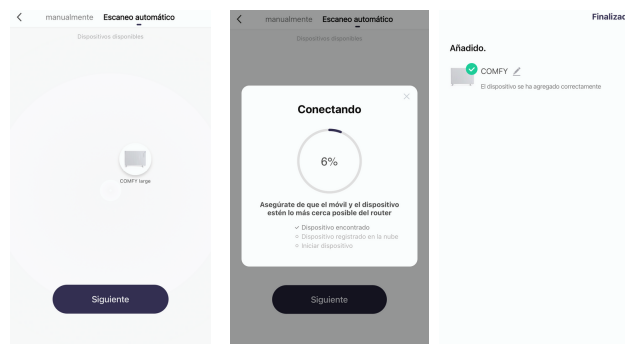 manualmente Escaneo automático
Dispositivos disponibles
COMFY large
Siguiente
manualmente Escaneo automático
Dispositivos disponibles
Conectando
6%
Asegúrate de que el móvil y el dispositivo
estén lo más cerca posible del router
Dispositivo encontrado
Dispositivo registrado en la nube
Iniciar dispositivo
Siguiente
Finalizac
Añadido.
COMFY
El dispositivo se ha agregado correctamente